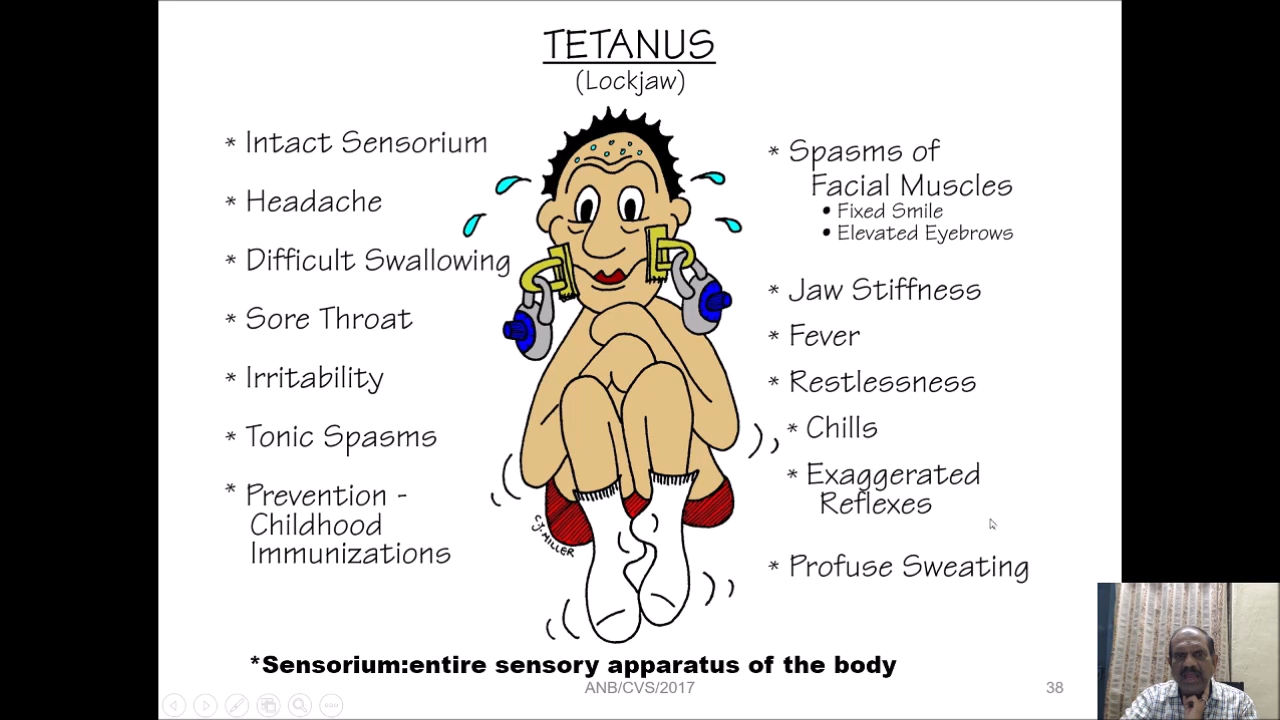 TETANUS
(Lockjaw)
* Intact Sensorium
* Headache
* Difficult Swallowing
* Sore Throat
* Irritability
* Tonic Spasms
* Prevention -
Childhood
Immunizations
* Spasms of
Facial Muscles
• Fixed Smile
• Elevated Eyebrows
* Jaw Stiffness
* Fever
* Restlessness
* Chills
* Exaggerated
Reflexes
* Profuse Sweating
C.J. MILLER
*Sensorium:entire sensory apparatus of the body
ANB/CVS/2017
38